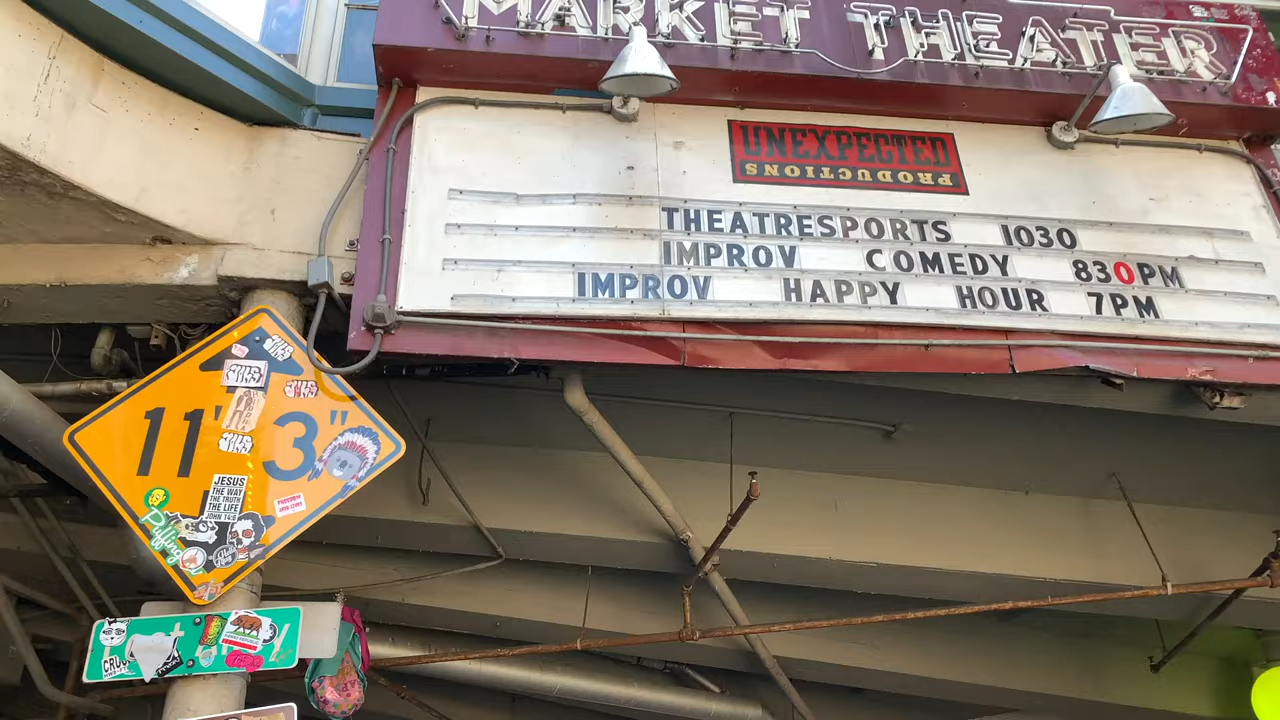 MARKET THEATER
UNEXPECTED
PRODUCTIONS
THEATRESPORTS 1030
IMPROV COMEDY 830PM
IMPROV HAPPY HOUR 7PM
11' 3"
JESUS
THE WAY
THE TRUTH
THE LIFE
JOHN 14:6
Puffing